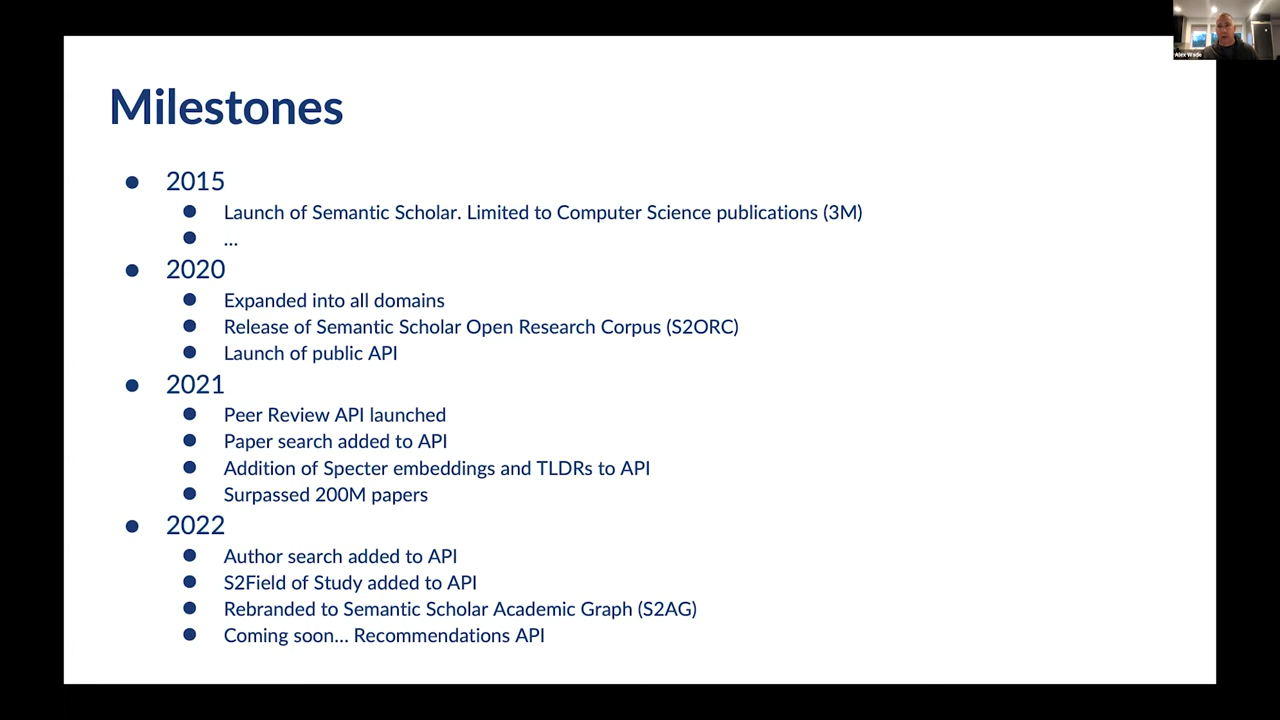 Milestones
2015
Launch of Semantic Scholar. Limited to Computer Science publications (3M)
...
2020
Expanded into all domains
Release of Semantic Scholar Open Research Corpus (S2ORC)
Launch of public API
2021
Peer Review API launched
Paper search added to API
Addition of Specter embeddings and TLDRs to API
Surpassed 200M papers
2022
Author search added to API
S2Field of Study added to API
Rebranded to Semantic Scholar Academic Graph (S2AG)
Coming soon... Recommendations API
Alex Wade